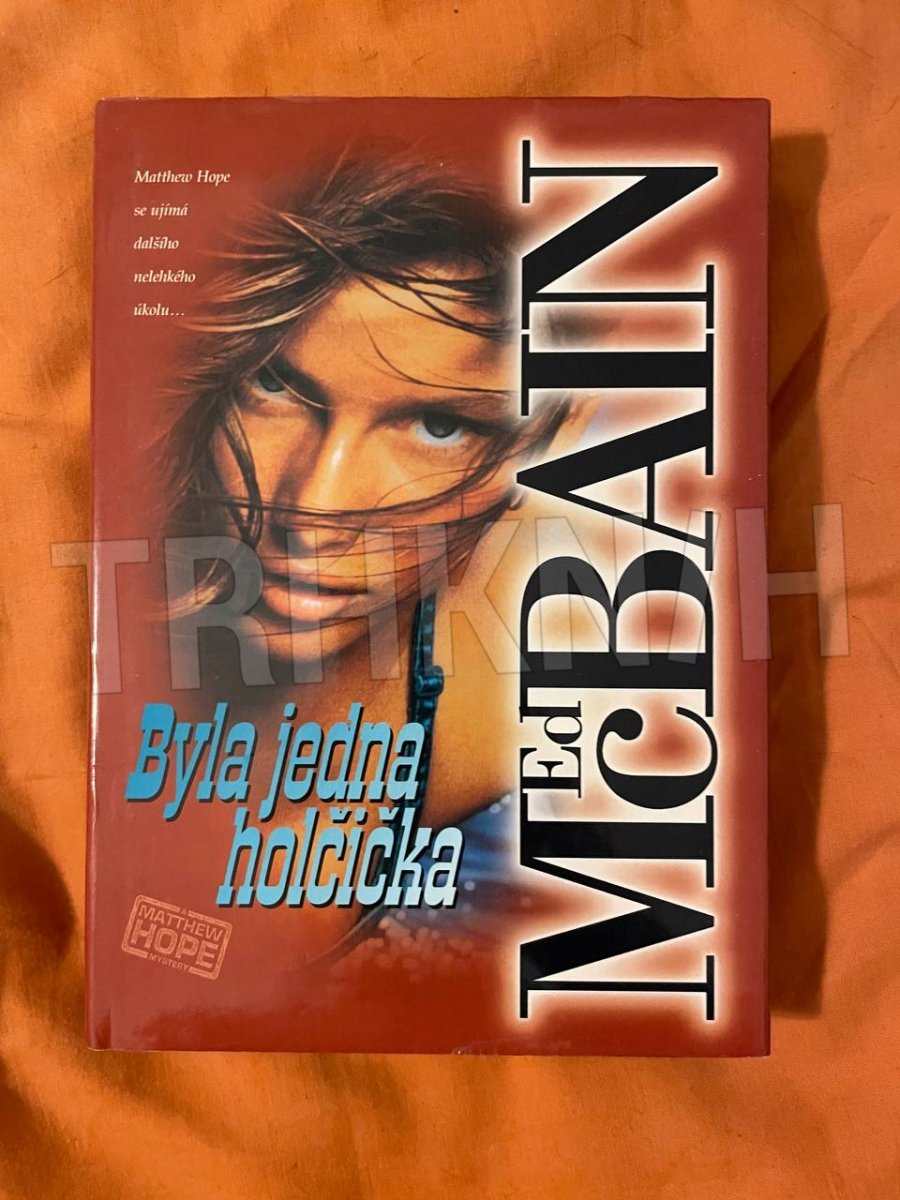 Matthew Hope
se ujímá
dalšího
nelehkého
úkolu...
Ed
McBAIN
Byla jedna
holčička
A
MATTHEW
HOPE
MYSTERY
TRHKNIH